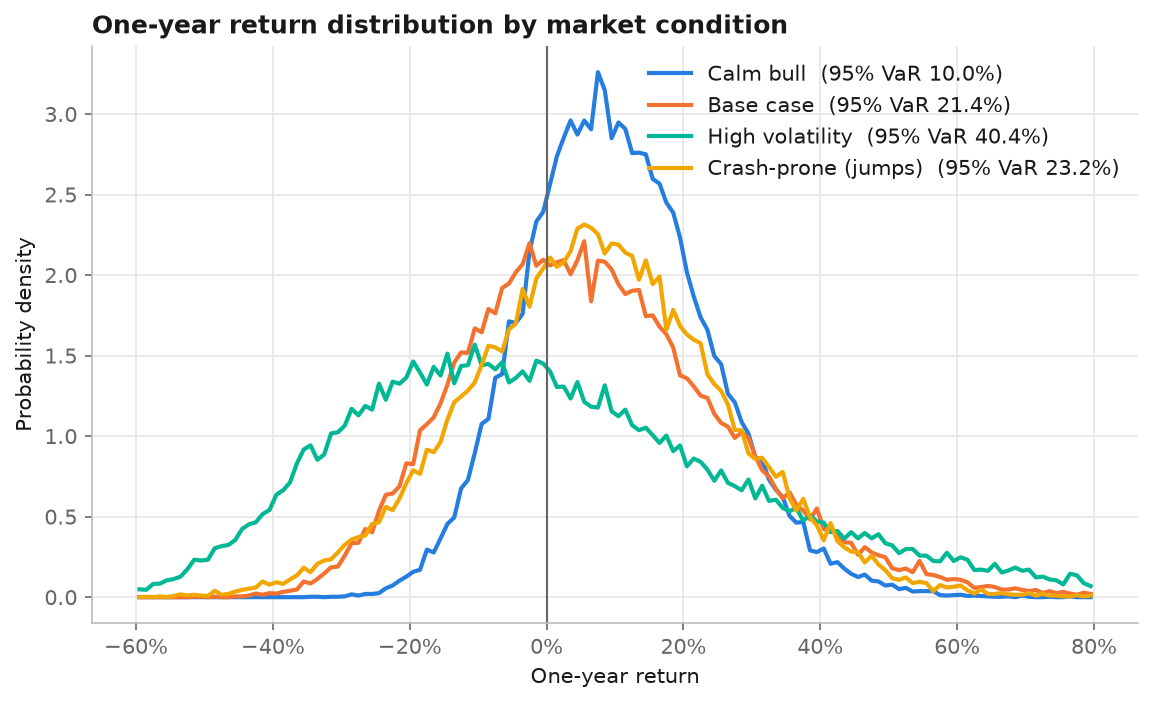 One-year return distribution by market condition
Calm bull  (95% VaR 10.0%)
Base case  (95% VaR 21.4%)
High volatility  (95% VaR 40.4%)
Crash-prone (jumps)  (95% VaR 23.2%)
Probability density
3.0
2.5
2.0
1.5
1.0
0.5
0.0
−60%
−40%
−20%
0%
20%
40%
60%
80%
One-year return